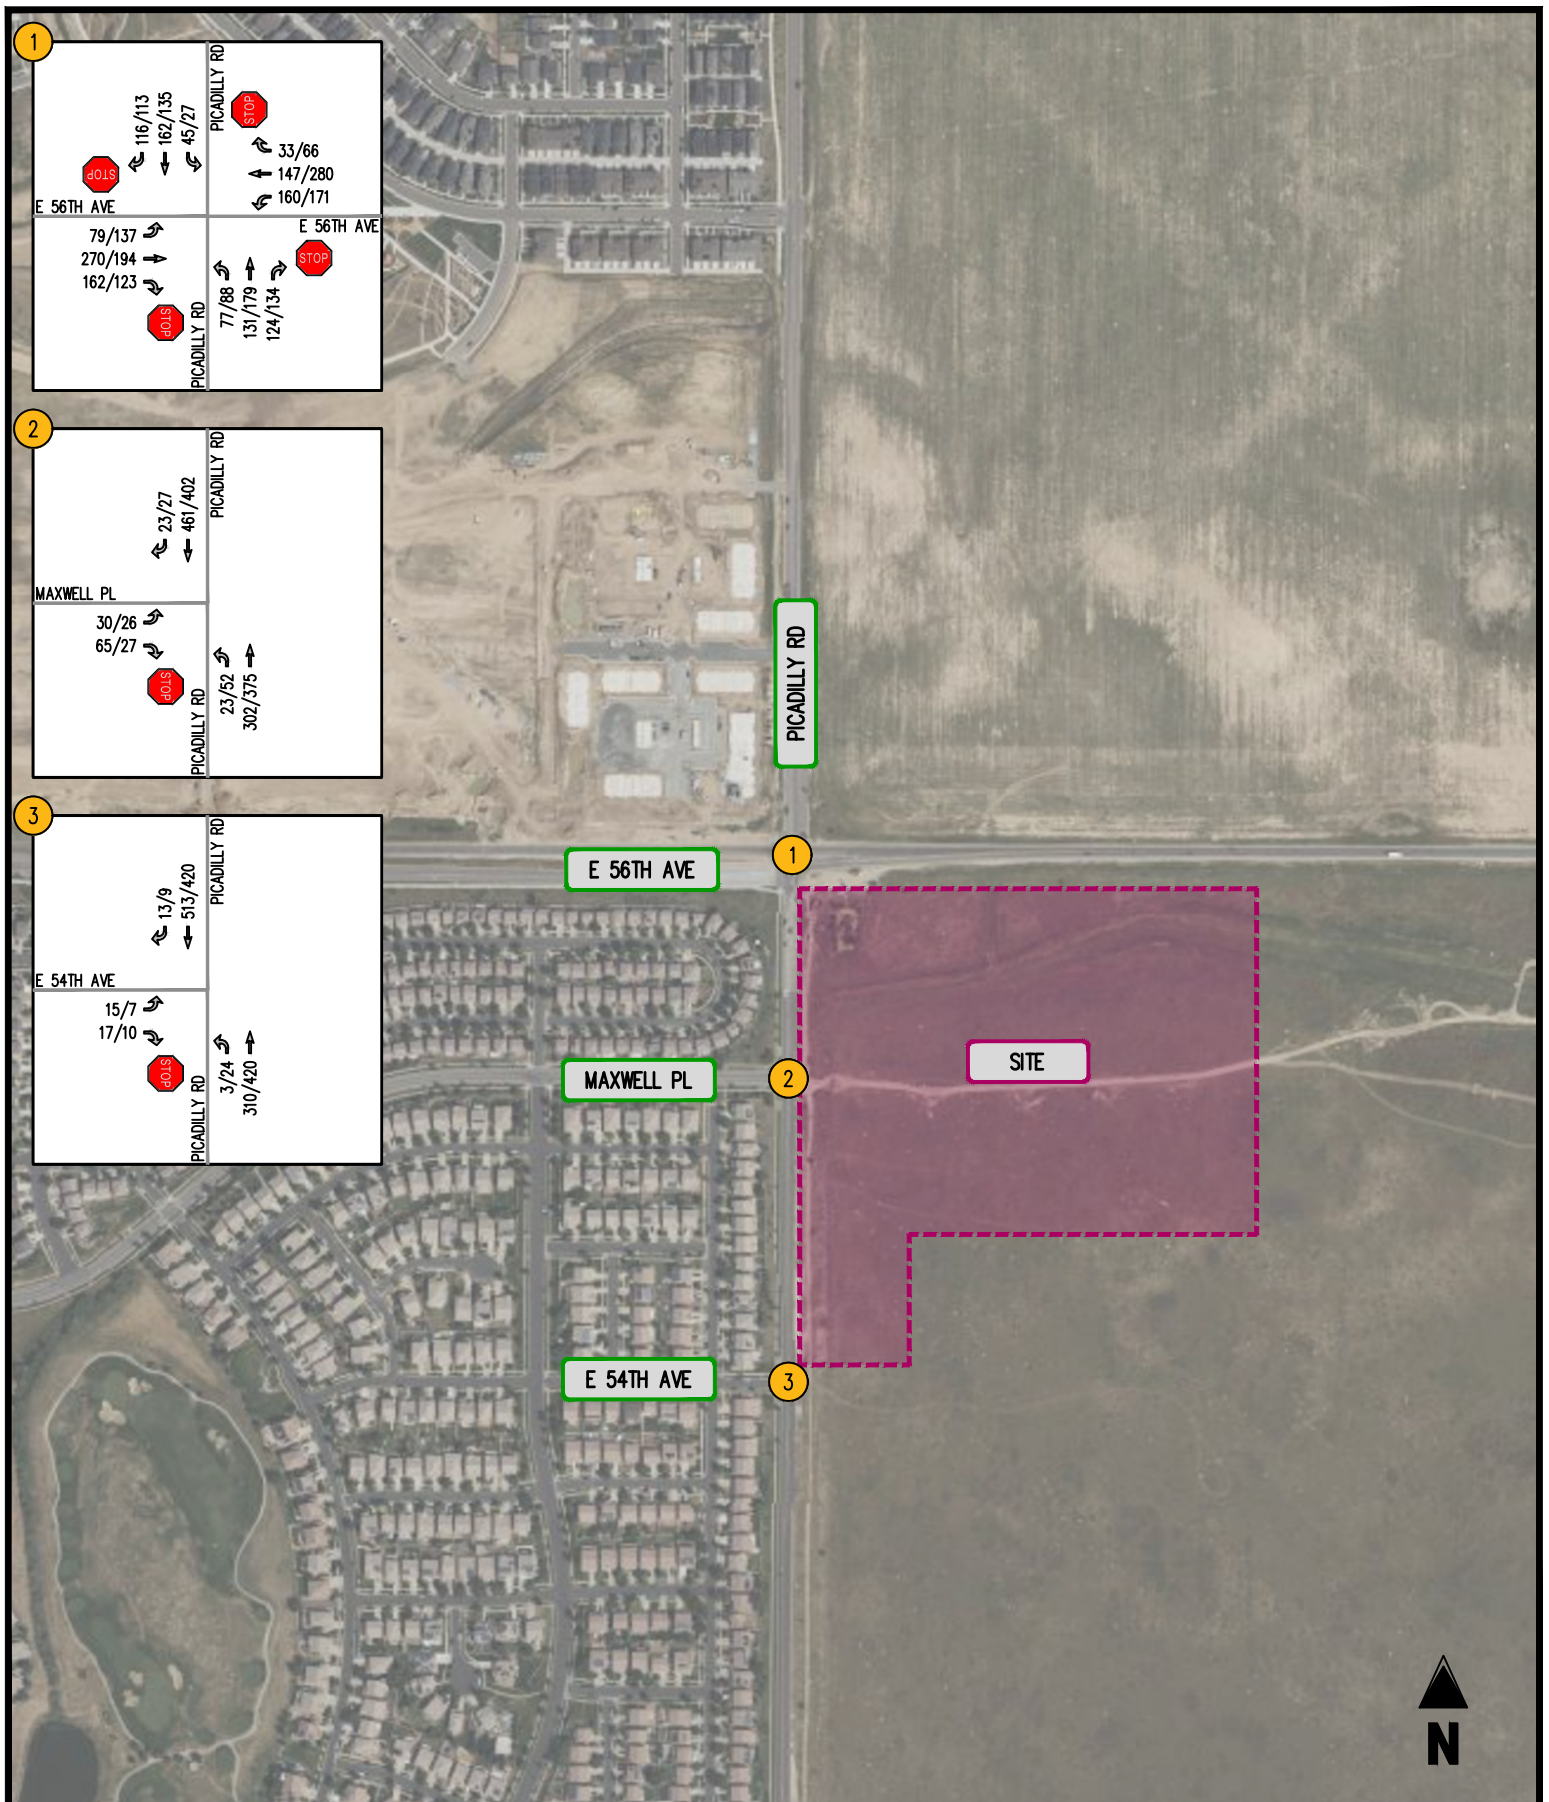 1
116/113
162/135
45/27
PICADILLY RD
STOP
STOP
33/66
147/280
160/171
E 56TH AVE
E 56TH AVE
79/137
270/194
162/123
STOP
PICADILLY RD
77/88
131/179
124/134
STOP
2
23/27
461/402
PICADILLY RD
MAXWELL PL
30/26
65/27
STOP
PICADILLY RD
23/52
302/375
3
13/9
513/420
PICADILLY RD
E 54TH AVE
15/7
17/10
STOP
PICADILLY RD
3/24
310/420
PICADILLY RD
E 56TH AVE
1
MAXWELL PL
2
SITE
E 54TH AVE
3
N